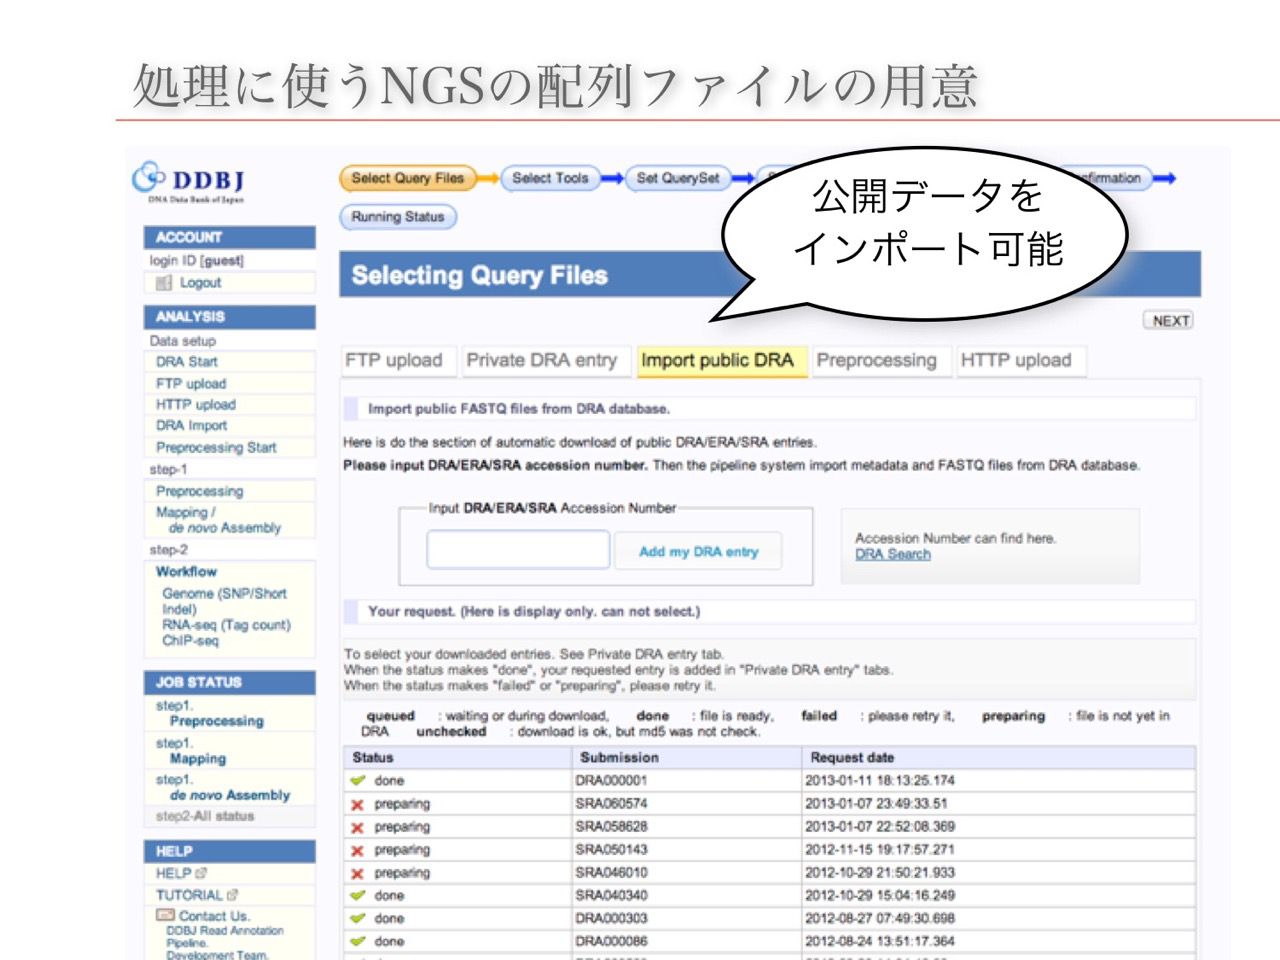 処理に使うNGSの配列ファイルの用意
DDBJ
DNA Data Bank of Japan
Select Query Files
Select Tools
Set QuerySet
公開データを
インポート可能
Running Status
ACCOUNT
login ID [guest]
Logout
ANALYSIS
Data setup
DRA Start
FTP upload
HTTP upload
DRA Import
Preprocessing Start
step-1
Preprocessing
Mapping /
de novo Assembly
step-2
Workflow
Genome (SNP/Short
Indel)
RNA-seq (Tag count)
ChIP-seq
JOB STATUS
step1.
Preprocessing
step1.
Mapping
step1.
de novo Assembly
step2-All status
HELP
HELP
TUTORIAL
Contact Us.
DDBJ Read Annotation
Pipeline.
Development Team.
Selecting Query Files
NEXT
FTP upload
Private DRA entry
Import public DRA
Preprocessing
HTTP upload
Import public FASTQ files from DRA database.
Here is do the section of automatic download of public DRA/ERA/SRA entries.
Please input DRA/ERA/SRA accession number. Then the pipeline system import metadata and FASTQ files from DRA database.
Input DRA/ERA/SRA Accession Number
Add my DRA entry
Accession Number can find here.
DRA Search
Your request. (Here is display only. can not select.)
To select your downloaded entries. See Private DRA entry tab.
When the status makes "done", your requested entry is added in "Private DRA entry" tabs.
When the status makes "failed" or "preparing", please retry it.
queued : waiting or during download, done : file is ready, failed : please retry it, preparing : file is not yet in
DRA unchecked : download is ok, but md5 was not check.
Status Submission Request date
done DRA000001 2013-01-11 18:13:25.174
preparing SRA060574 2013-01-07 23:49:33.51
preparing SRA058628 2013-01-07 22:52:08.369
preparing SRA050143 2012-11-15 19:17:57.271
preparing SRA046010 2012-10-29 21:50:21.933
done SRA040340 2012-10-29 15:04:16.249
done DRA000303 2012-08-27 07:49:30.698
done DRA000086 2012-08-24 13:51:17.364